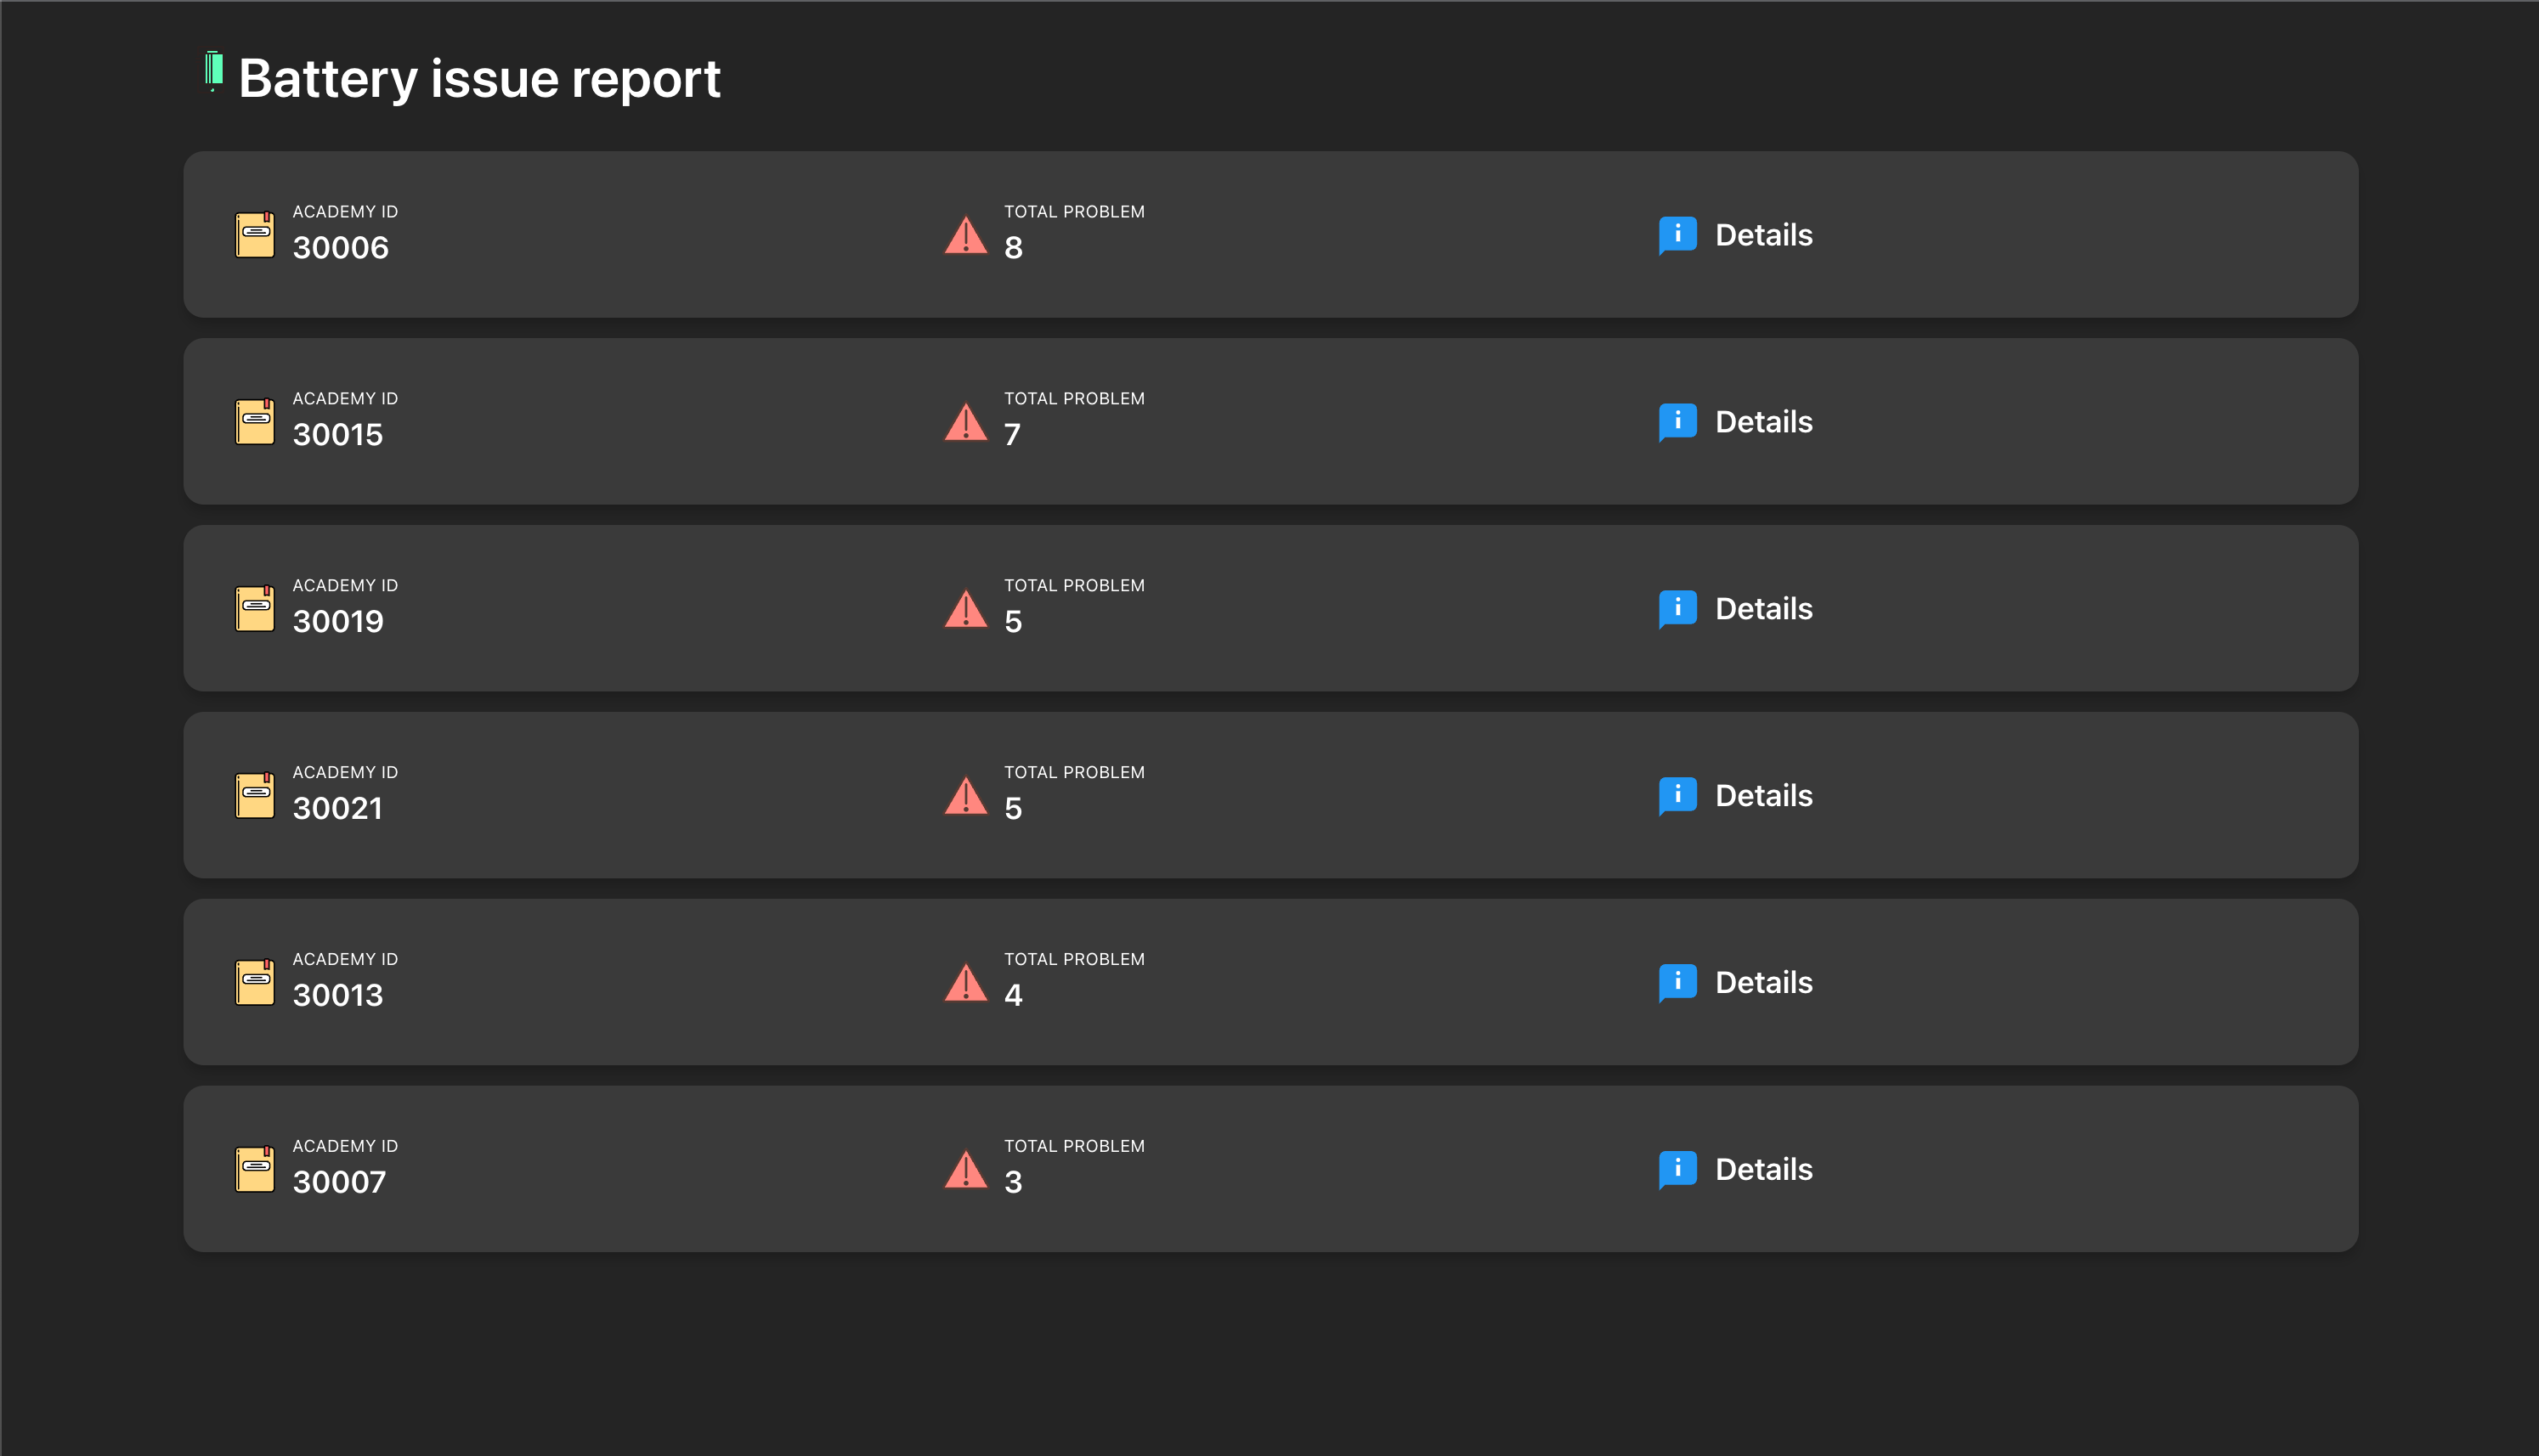 Battery issue report
ACADEMY ID
30006
TOTAL PROBLEM
8
Details
ACADEMY ID
30015
TOTAL PROBLEM
7
Details
ACADEMY ID
30019
TOTAL PROBLEM
5
Details
ACADEMY ID
30021
TOTAL PROBLEM
5
Details
ACADEMY ID
30013
TOTAL PROBLEM
4
Details
ACADEMY ID
30007
TOTAL PROBLEM
3
Details